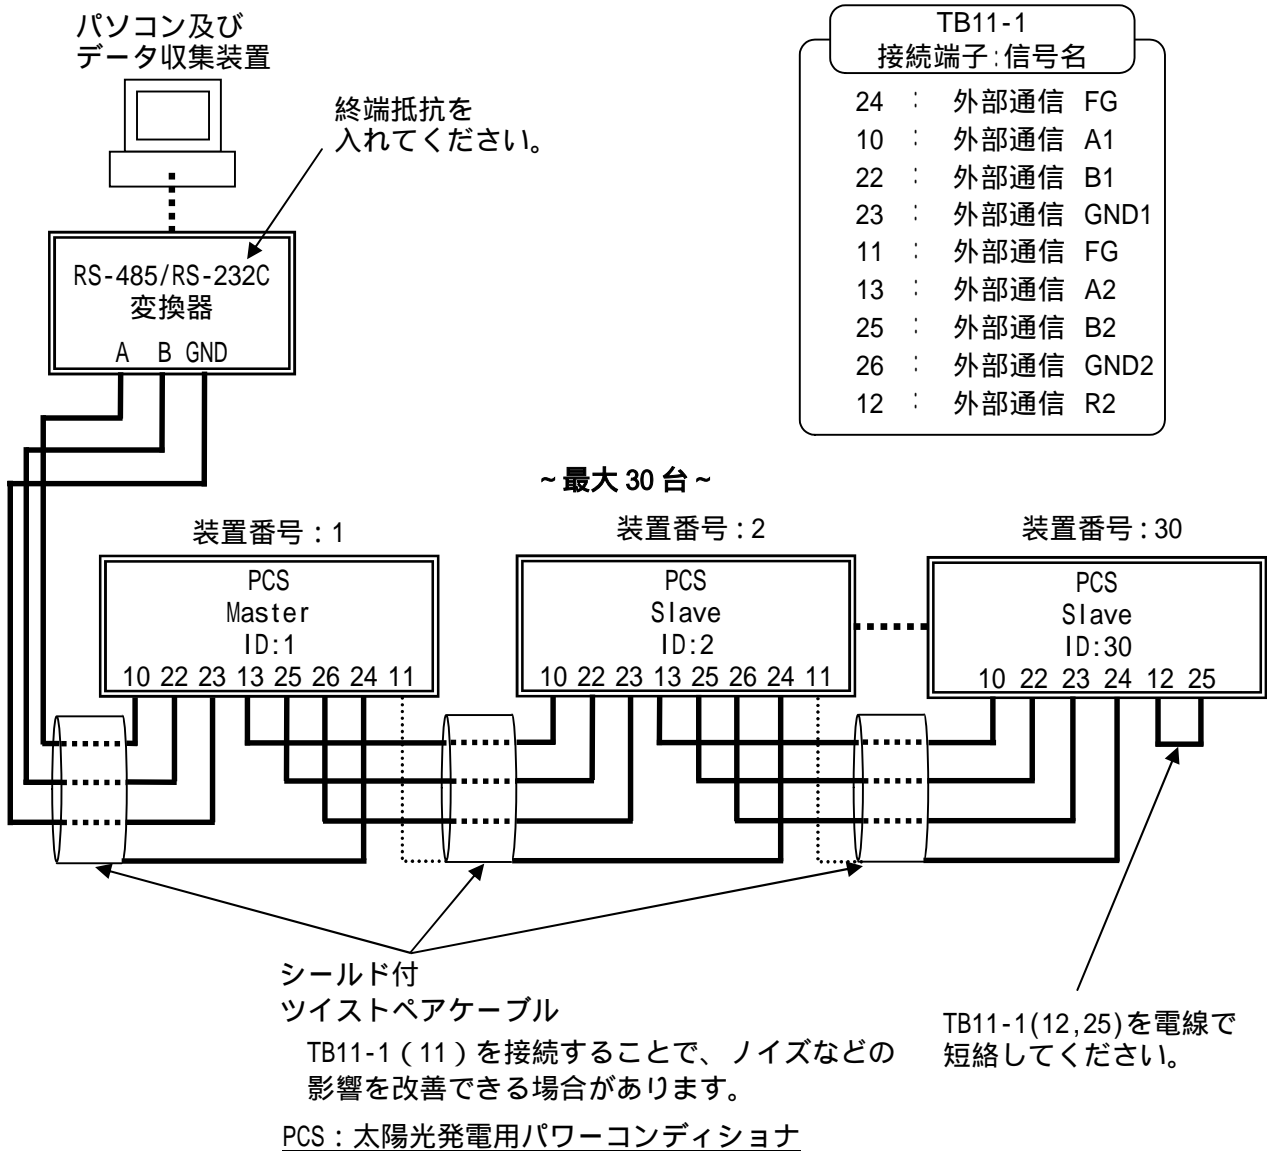 パソコン及び
データ収集装置
終端抵抗を
入れてください。
TB11-1
接続端子:信号名
24 : 外部通信 FG
10 : 外部通信 A1
22 : 外部通信 B1
23 : 外部通信 GND1
11 : 外部通信 FG
13 : 外部通信 A2
25 : 外部通信 B2
26 : 外部通信 GND2
12 : 外部通信 R2
RS-485/RS-232C
変換器
A B GND
~最大30台~
装置番号:1
PCS
Master
ID:1
10 22 23 13 25 26 24 11
装置番号:2
PCS
Slave
ID:2
10 22 23 13 25 26 24 11
装置番号:30
PCS
Slave
ID:30
10 22 23 24 12 25
シールド付
ツイストペアケーブル
TB11-1(11)を接続することで、ノイズなどの
影響を改善できる場合があります。
PCS:太陽光発電用パワーコンディショナ
TB11-1(12,25)を電線で
短絡してください。